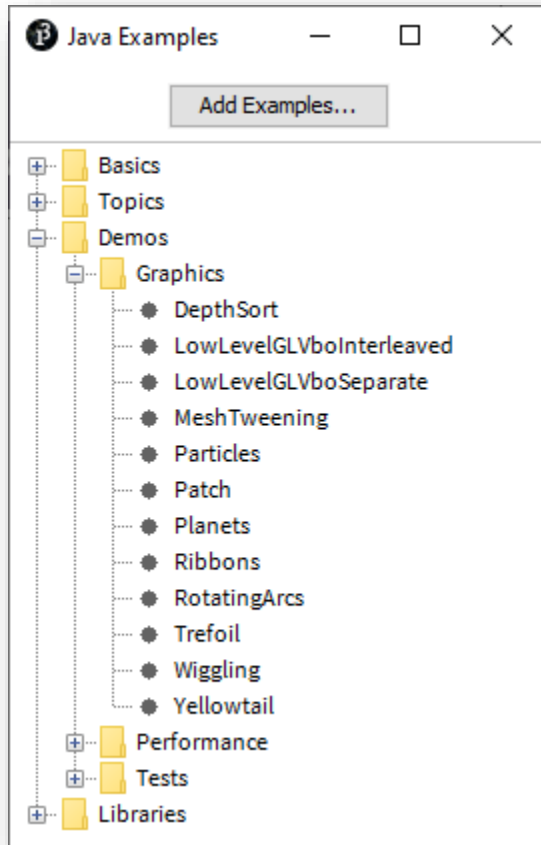 Java Examples
Add Examples...
Basics
Topics
Demos
Graphics
DepthSort
LowLevelGLVboInterleaved
LowLevelGLVboSeparate
MeshTweening
Particles
Patch
Planets
Ribbons
RotatingArcs
Trefoil
Wiggling
Yellowtail
Performance
Tests
Libraries